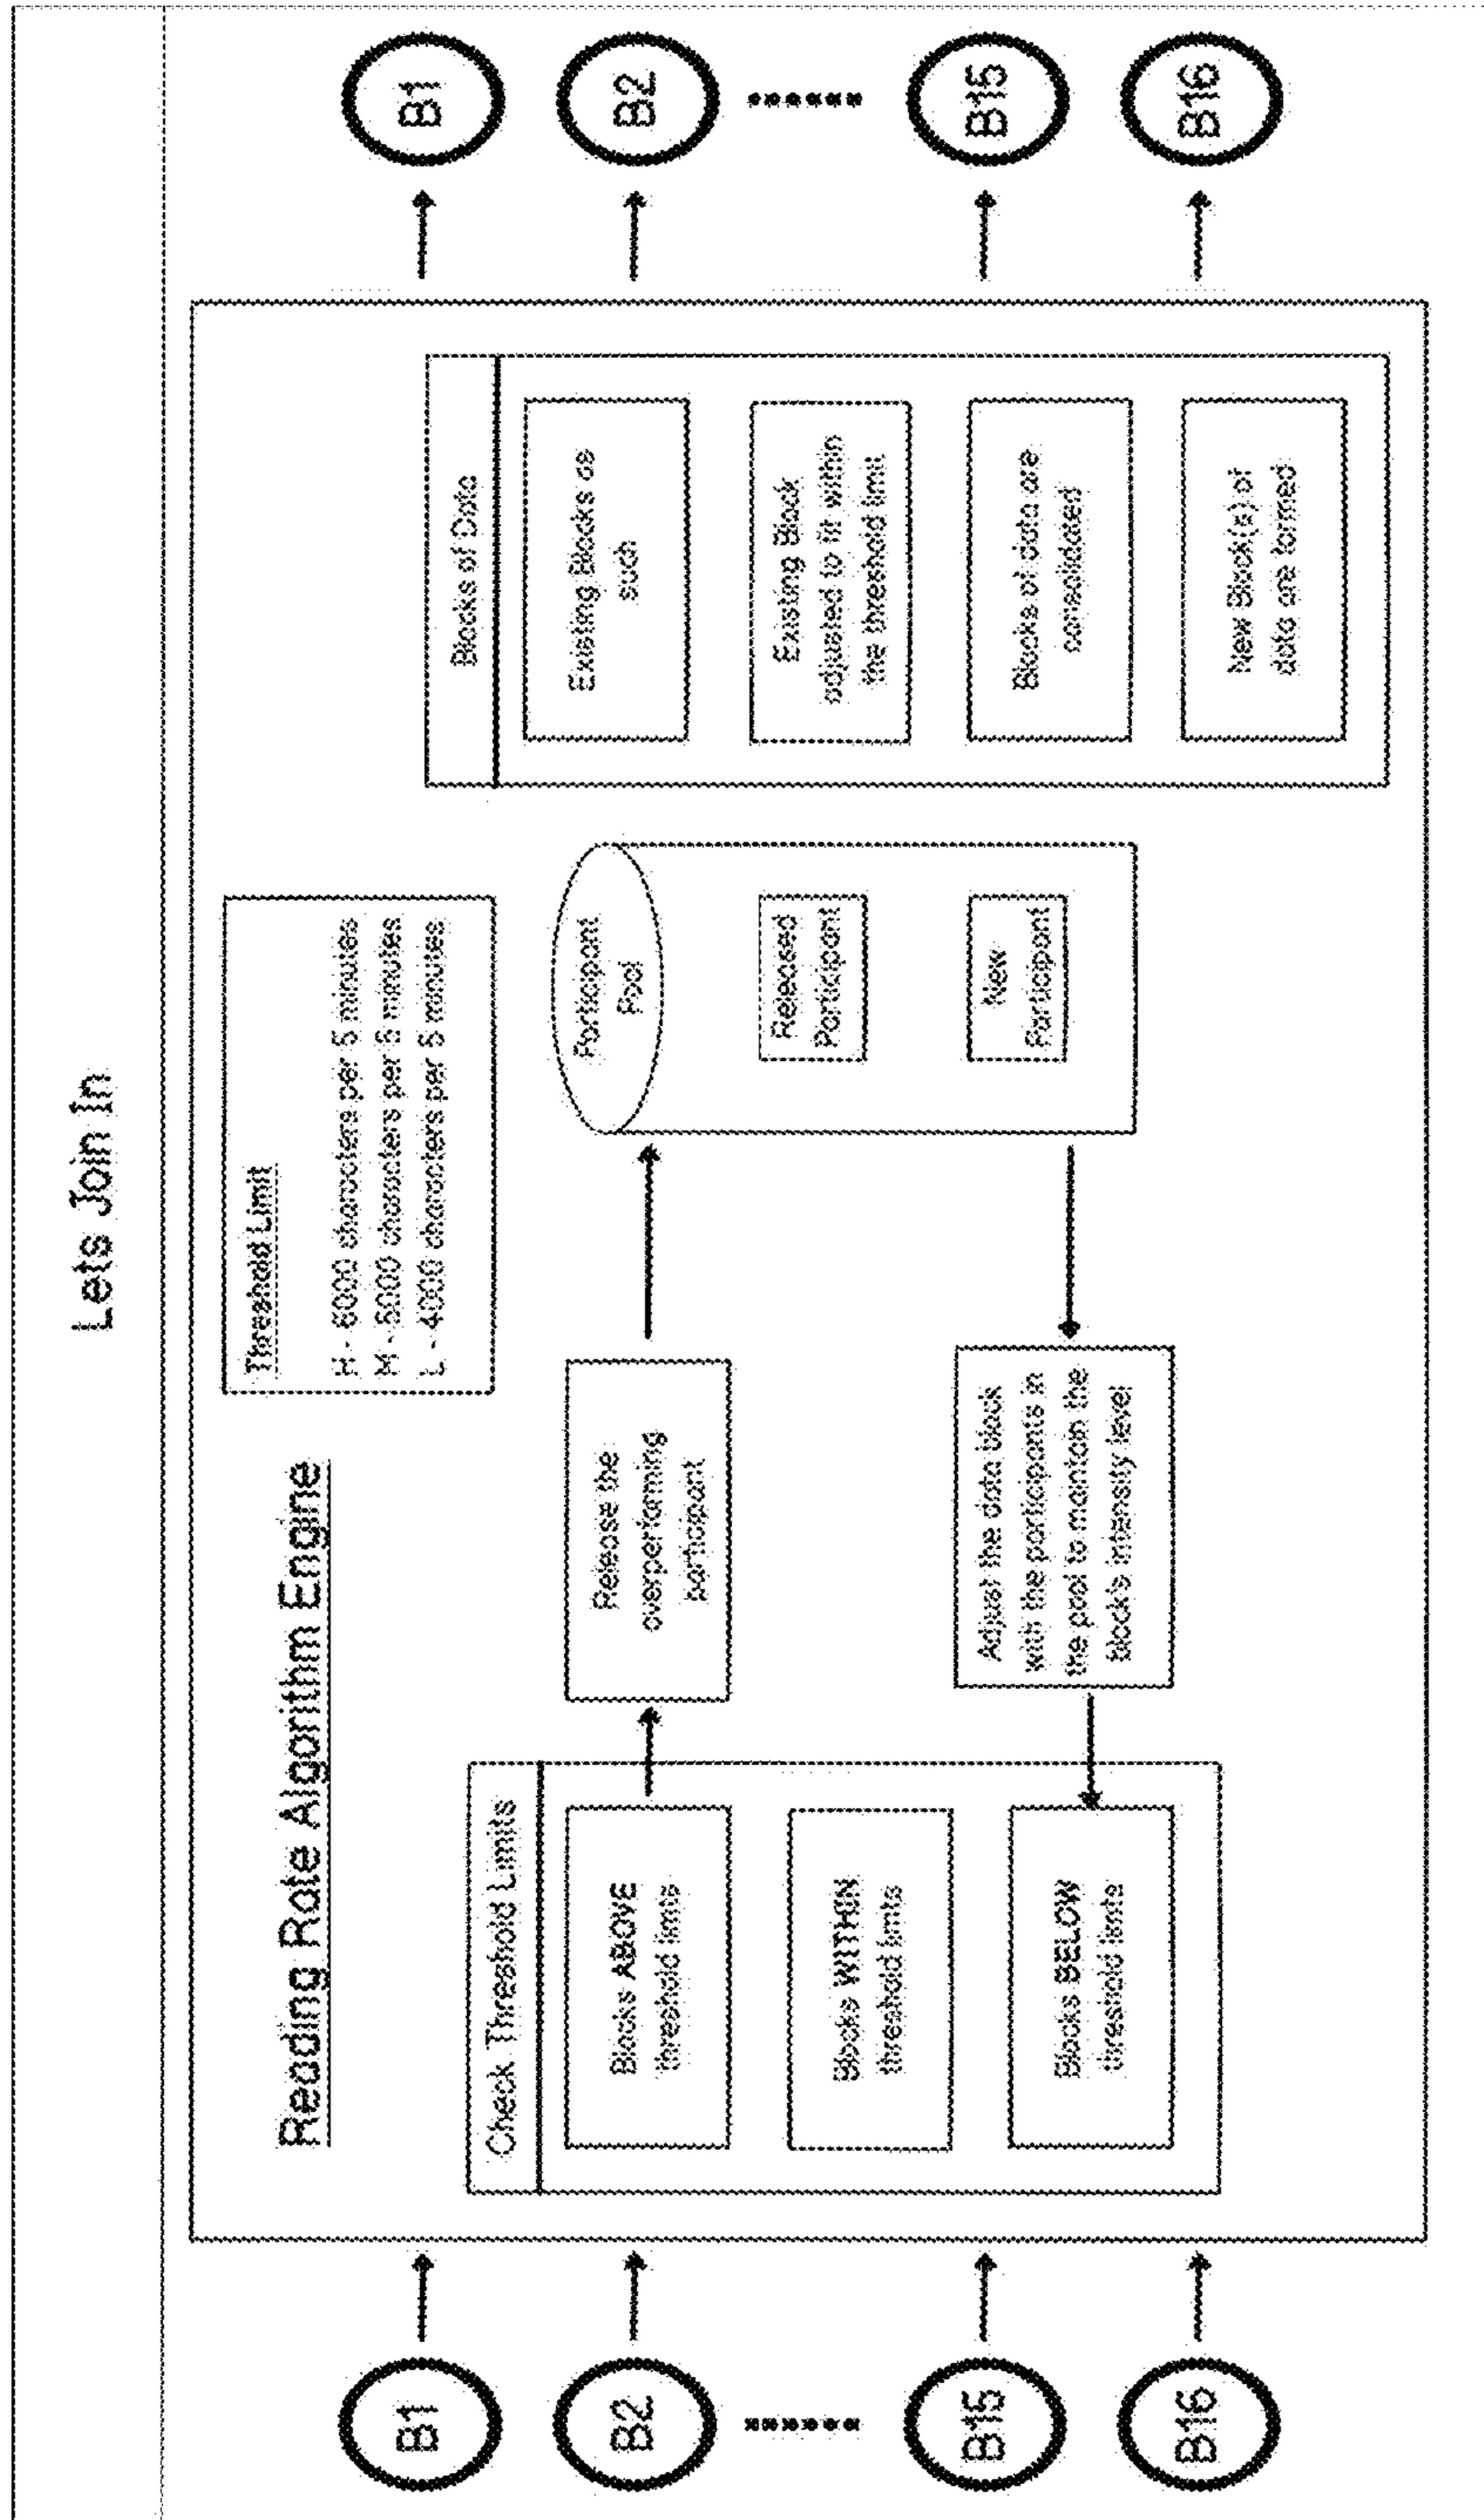 Lets Join In
Reading Rate Algorithm Engine
Threshold Limit
H - 6000 characters per 5 minutes
M - 5000 characters per 5 minutes
L - 4000 characters per 5 minutes
B1
B2
B15
B16
Check Threshold Limits
Blocks ABOVE
threshold limits
Blocks WITHIN
threshold limits
Blocks BELOW
threshold limits
Release the
overperforming
participant
Adjust the data block
with the participants in
the pool to maintain the
block's intensity level
Participant
Pool
Released
Participant
New
Participant
Blocks of Data
Existing Blocks as
such
Existing Block
adjusted to fit within
the threshold limit
Blocks of data are
consolidated
New Block(s) of
data are formed
B1
B2
B15
B16